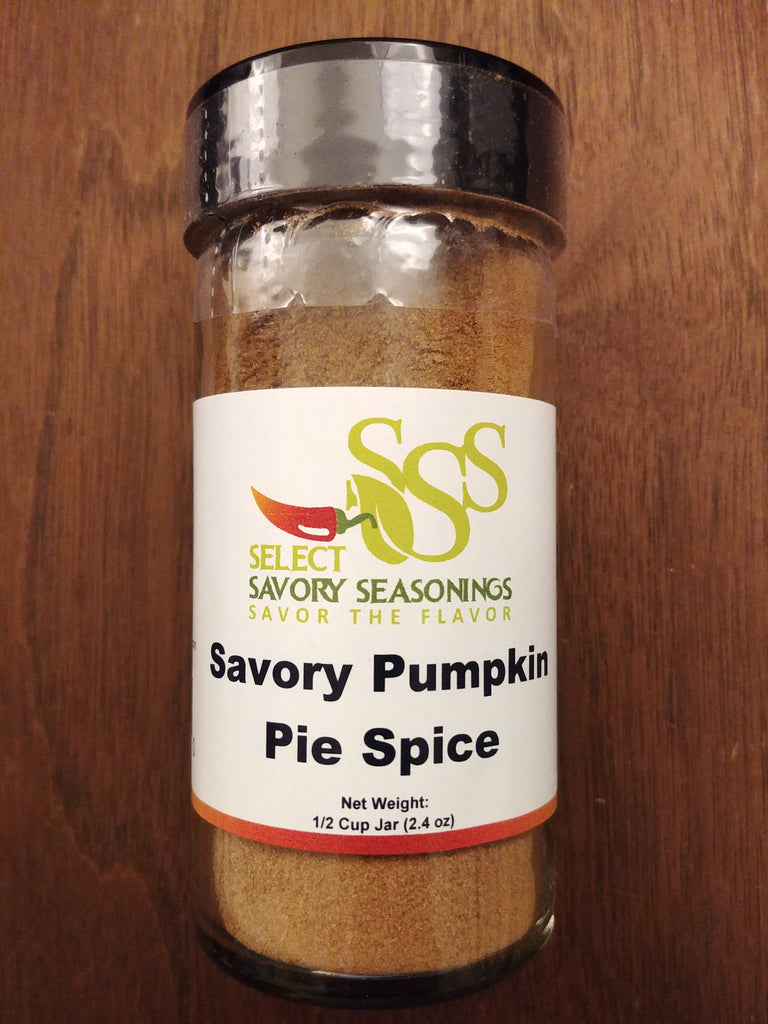 SSS
SELECT
SAVORY SEASONINGS
SAVOR THE FLAVOR
Savory Pumpkin
Pie Spice
Net Weight:
1/2 Cup Jar (2.4 oz)